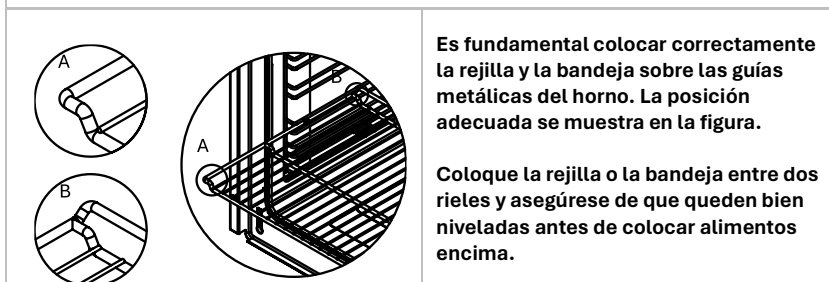 A
B
A
B
Es fundamental colocar correctamente
la rejilla y la bandeja sobre las guías
metálicas del horno. La posición
adecuada se muestra en la figura.
Coloque la rejilla o la bandeja entre dos
rieles y asegúrese de que queden bien
niveladas antes de colocar alimentos
encima.